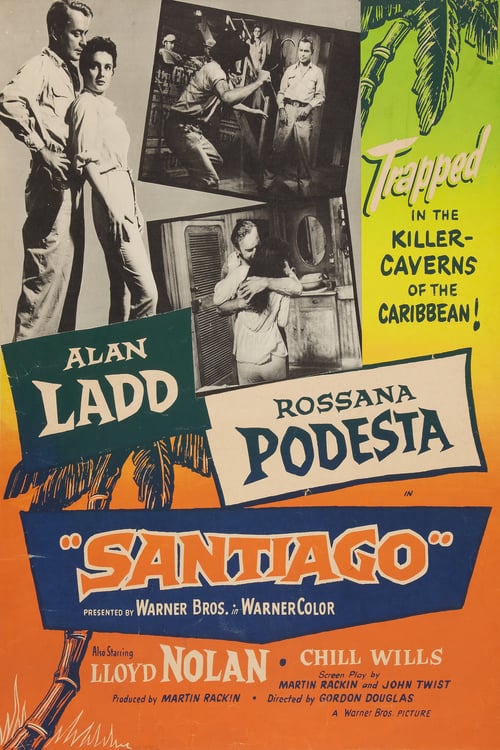 Trapped
IN THE
KILLER-
CAVERNS
OF THE
CARIBBEAN!
ALAN
LADD
ROSSANA
PODESTA
IN
"SANTIAGO"
PRESENTED BY WARNER BROS. in WARNERCOLOR
Also Starring
LLOYD NOLAN • CHILL WILLS
Screen Play by
MARTIN RACKIN AND JOHN TWIST
Produced by MARTIN RACKIN • Directed by GORDON DOUGLAS
A WARNER BROS. PICTURE